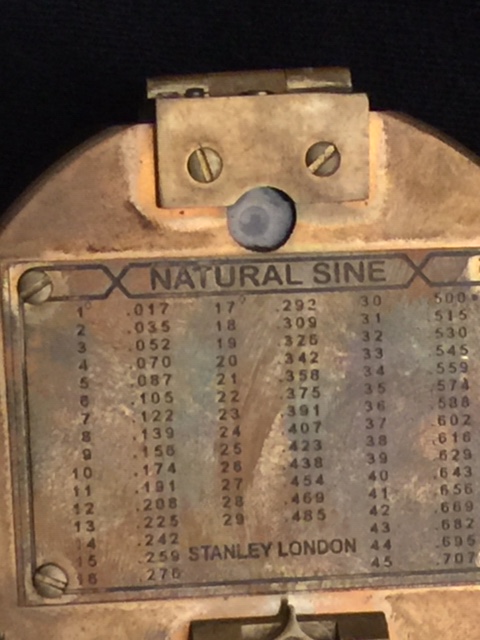 NATURAL SINE
1° .017 17° .292 30 .500
2 .035 18 .309 31 .515
3 .052 19 .326 32 .530
4 .070 20 .342 33 .545
5 .087 21 .358 34 .559
6 .105 22 .375 35 .574
7 .122 23 .391 36 .588
8 .139 24 .407 37 .602
9 .156 25 .423 38 .616
10 .174 26 .438 39 .629
11 .191 27 .454 40 .643
12 .208 28 .469 41 .656
13 .225 29 .485 42 .669
14 .242 43 .682
15 .259 STANLEY LONDON 44 .695
16 .276 45 .707